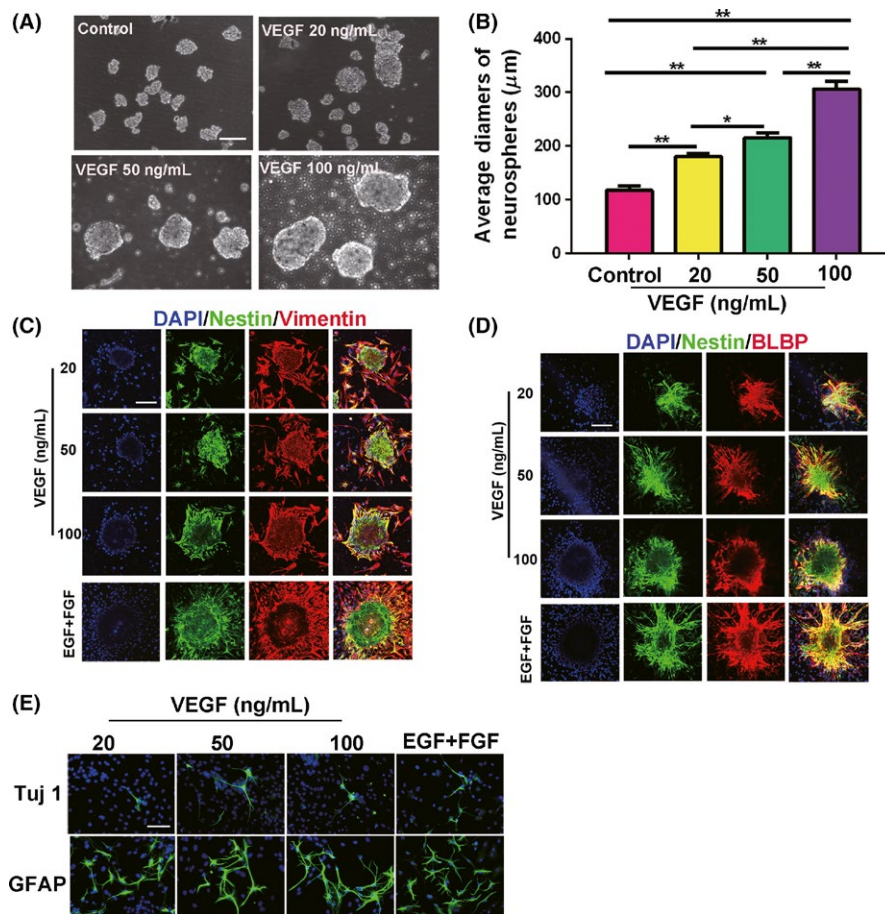 (A)
Control
VEGF 20 ng/mL
VEGF 50 ng/mL
VEGF 100 ng/mL
(B)
Average diamers of
neurospheres (μm)
400
300
200
100
0
**
**
**
**
**
*
Control
20
50
100
VEGF (ng/mL)
(C)
DAPI/Nestin/Vimentin
VEGF (ng/mL)
20
50
100
EGF+FGF
(D)
DAPI/Nestin/BLBP
VEGF (ng/mL)
20
50
100
EGF+FGF
(E)
VEGF (ng/mL)
20
50
100
EGF+FGF
Tuj 1
GFAP